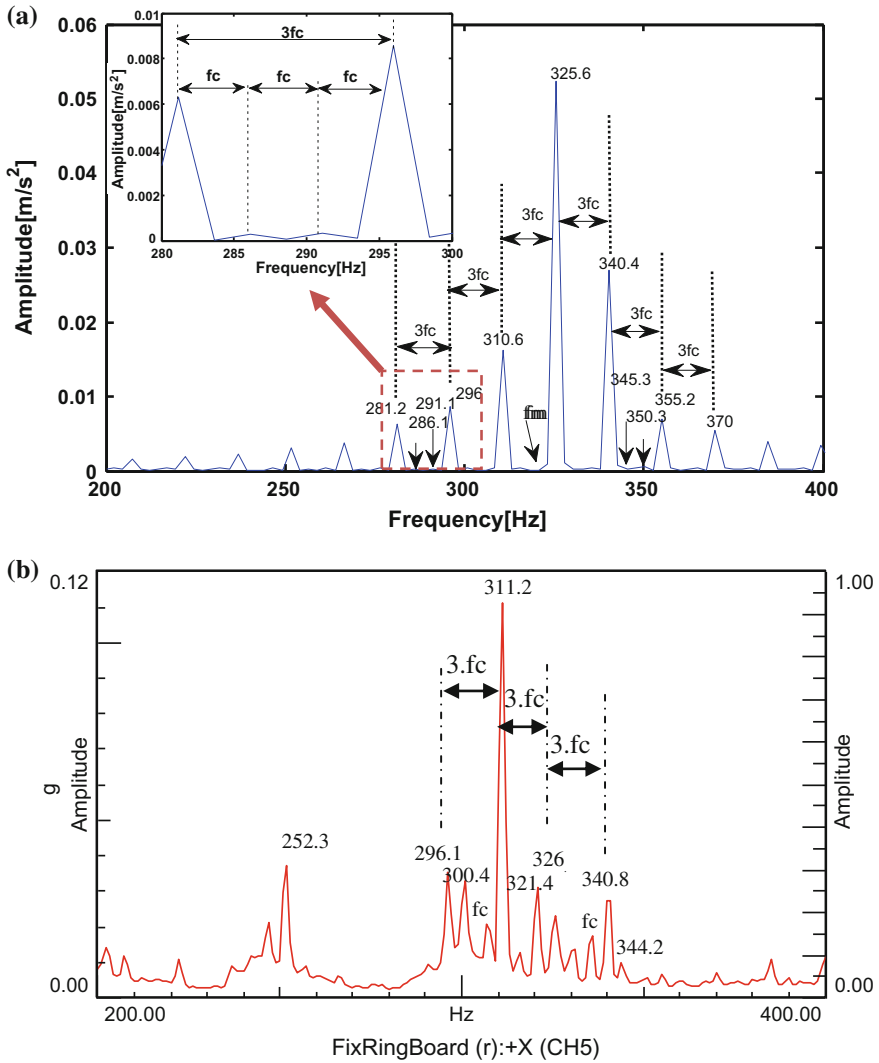 (a)
0.06
0.05
0.04
0.03
0.02
0.01
0
Amplitude[m/s²]
200
250
300
350
400
Frequency[Hz]
0.01
0.008
0.006
0.004
0.002
0
Amplitude[m/s²]
280
285
290
295
300
Frequency[Hz]
3fc
fc
fc
fc
325.6
3fc
3fc
340.4
3fc
310.6
3fc
3fc
3fc
345.3
281.2
291.1
296
286.1
fm
350.3
355.2
370
(b)
0.12
1.00
311.2
3.fc
3.fc
3.fc
g
Amplitude
Amplitude
252.3
296.1
300.4
fc
321.4
326
fc
340.8
344.2
0.00
0.00
200.00
Hz
400.00
FixRingBoard (r):+X (CH5)